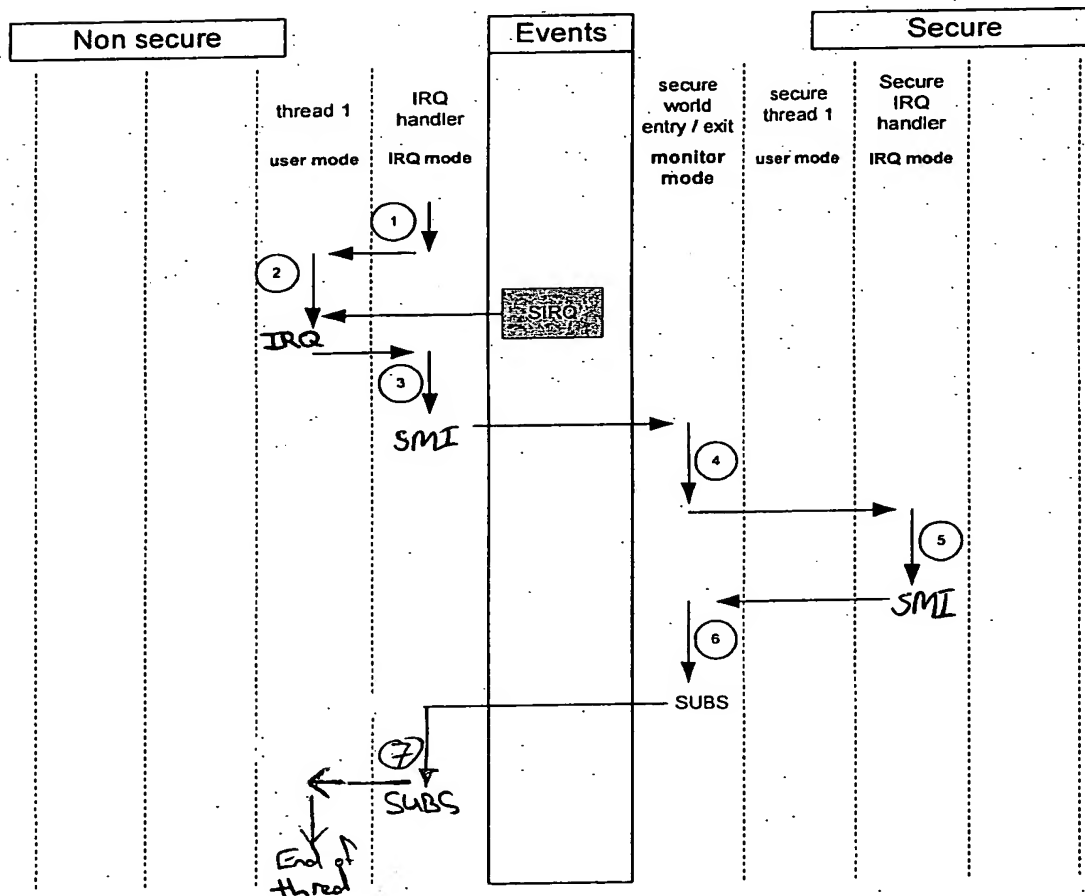 Non secure
Events
Secure
thread 1
user mode
IRQ
handler
IRQ mode
secure
world
entry / exit
monitor
mode
secure
thread 1
user mode
Secure
IRQ
handler
IRQ mode
1
2
SIRQ
IRQ
3
SMI
4
5
SMI
6
SUBS
7
SUBS
End of
thred